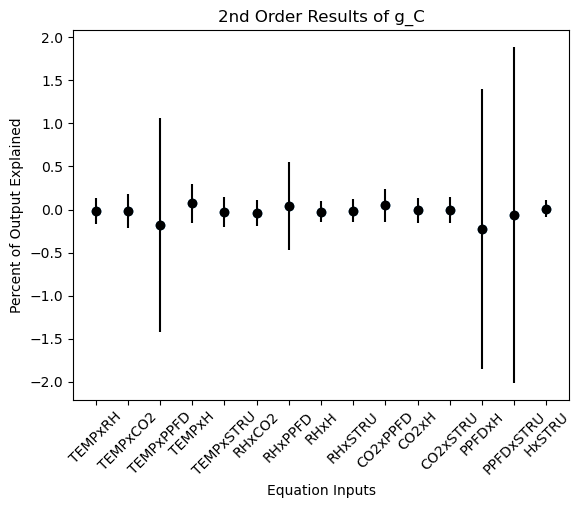 2nd Order Results of g_C
Percent of Output Explained
2.0
1.5
1.0
0.5
0.0
−0.5
−1.0
−1.5
−2.0
TEMPxRH
TEMPxCO2
TEMPxPPFD
TEMPxH
TEMPxSTRU
RHxCO2
RHxPPFD
RHxH
RHxSTRU
CO2xPPFD
CO2xH
CO2xSTRU
PPFDxH
PPFDxSTRU
HxSTRU
Equation Inputs